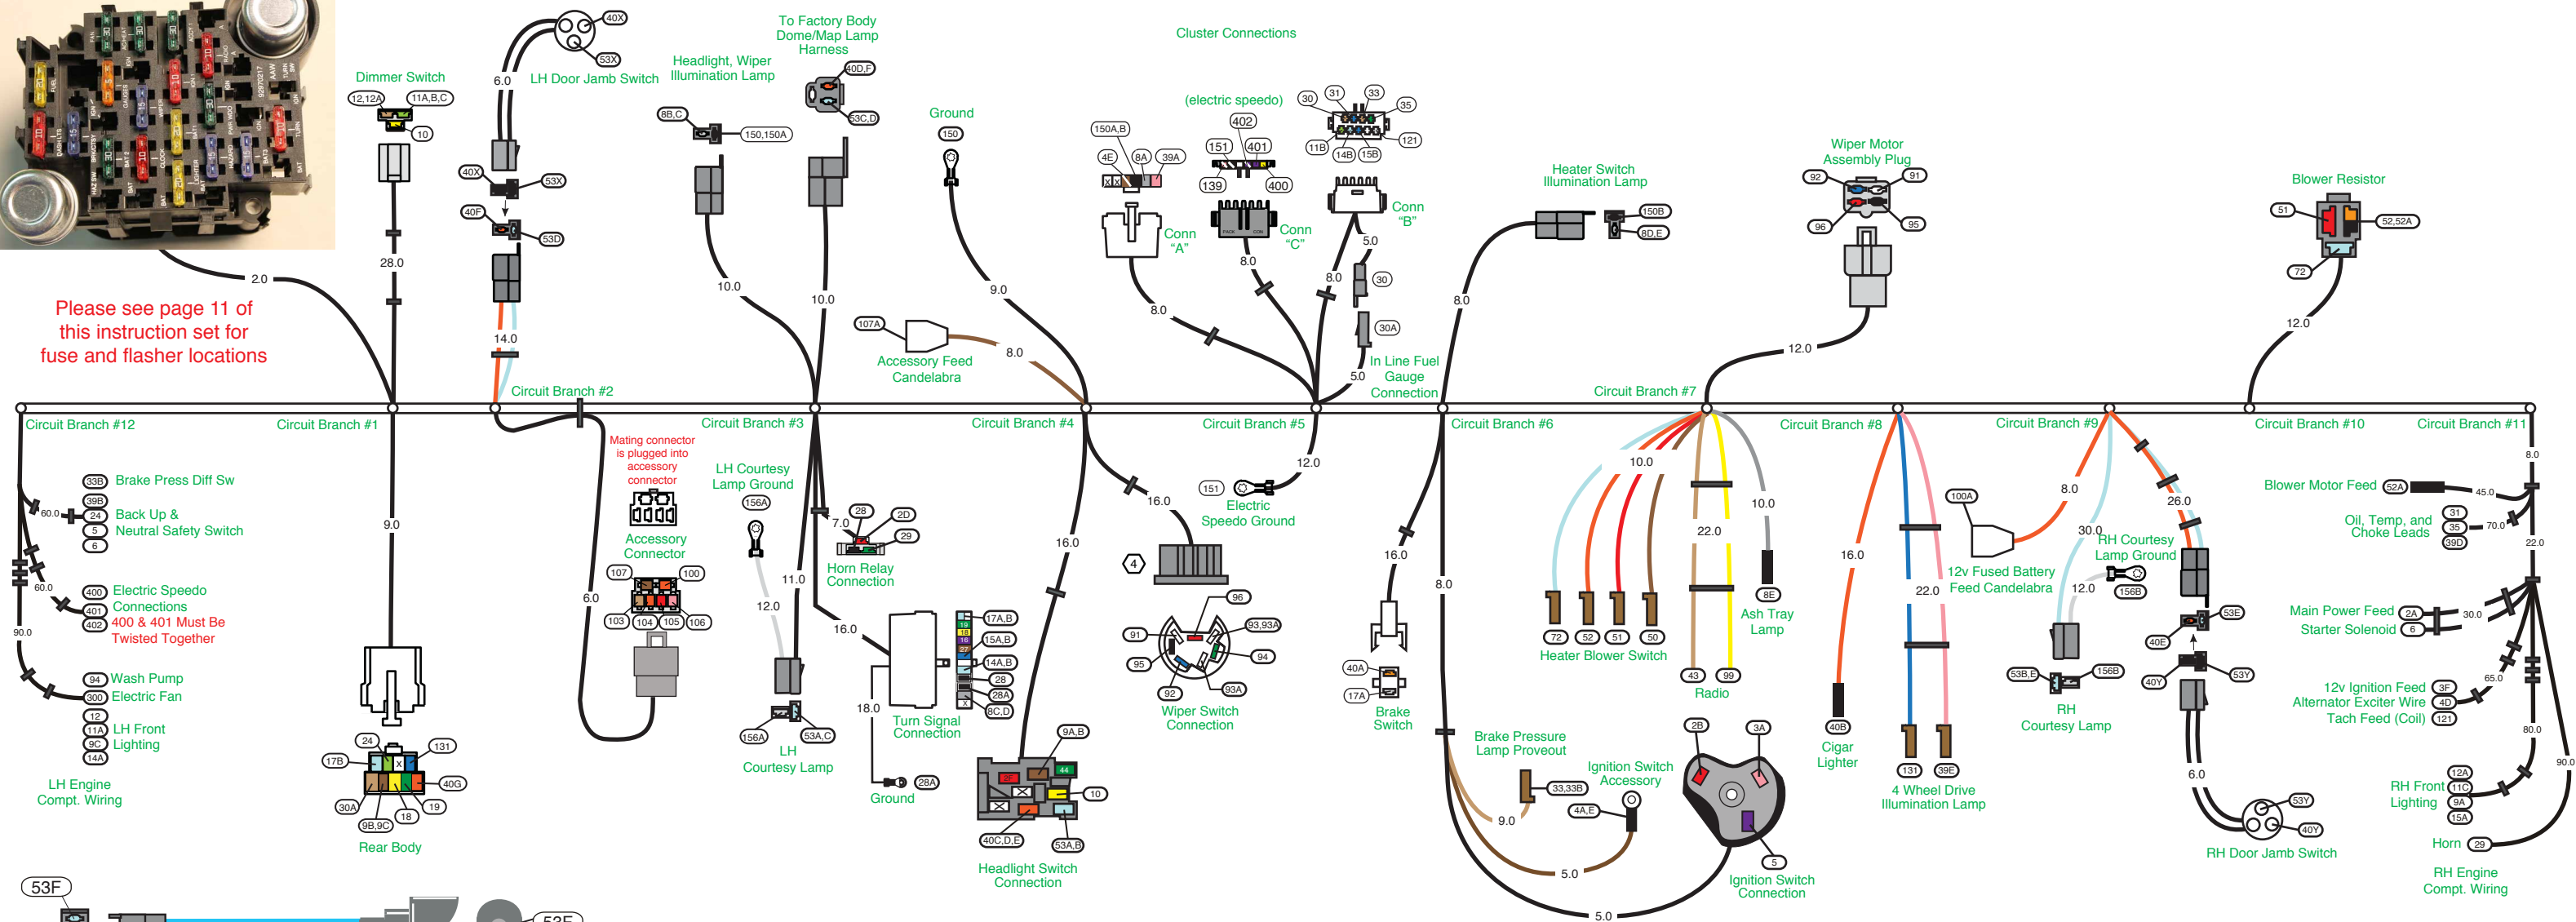 Please see page 11 of
this instruction set for
fuse and flasher locations
2.0
Dimmer Switch
12,12A
11A,B,C
10
28.0
40X
53X
6.0
LH Door Jamb Switch
40X
53X
40F
53D
14.0
Headlight, Wiper
Illumination Lamp
8B,C
150,150A
10.0
To Factory Body
Dome/Map Lamp
Harness
40D,F
53C,D
10.0
Ground
150
9.0
107A
Accessory Feed
Candelabra
8.0
Cluster Connections
150A,B
4E
8A
39A
X X
Conn
"A"
8.0
(electric speedo)
402
151
401
139
400
Conn
"C"
8.0
30
31
33
35
11B
14B
15B
121
Conn
"B"
8.0
5.0
30
30A
5.0
In Line Fuel
Gauge
Connection
Heater Switch
Illumination Lamp
150B
8D,E
8.0
Wiper Motor
Assembly Plug
92
91
96
95
12.0
Blower Resistor
51
52,52A
72
12.0
Circuit Branch #12
Circuit Branch #1
Circuit Branch #2
Circuit Branch #3
Circuit Branch #4
Circuit Branch #5
Circuit Branch #6
Circuit Branch #7
Circuit Branch #8
Circuit Branch #9
Circuit Branch #10
Circuit Branch #11
33B
Brake Press Diff Sw
39B
24
5
6
Back Up &
Neutral Safety Switch
60.0
400
401
402
Electric Speedo
Connections
400 & 401 Must Be
Twisted Together
60.0
90.0
94
Wash Pump
300
Electric Fan
12
11A
9C
14A
LH Front
Lighting
LH Engine
Compt. Wiring
9.0
24
131
17B
X
40G
30A
9B,9C
18
19
Rear Body
Mating connector
is plugged into
accessory
connector
Accessory
Connector
107
100
103
104
105
106
6.0
LH Courtesy
Lamp Ground
156A
12.0
11.0
156A
53A,C
LH
Courtesy Lamp
7.0
28
2D
29
Horn Relay
Connection
16.0
17A,B
19
18
16
15A,B
27
14A,B
28
28A
8C,D
X
Turn Signal
Connection
18.0
28A
Ground
16.0
9A,B
2F
44
X
X
10
40C,D,E
53A,B
Headlight Switch
Connection
16.0
4
96
91
93,93A
95
94
92
93A
Wiper Switch
Connection
12.0
151
Electric
Speedo Ground
16.0
40A
17A
Brake
Switch
8.0
Brake Pressure
Lamp Proveout
33,33B
9.0
Ignition Switch
Accessory
4A,E
5.0
2B
3A
5
Ignition Switch
Connection
5.0
10.0
72
52
51
50
Heater Blower Switch
22.0
43
99
Radio
10.0
8E
Ash Tray
Lamp
16.0
40B
Cigar
Lighter
22.0
131
39E
4 Wheel Drive
Illumination Lamp
100A
8.0
12v Fused Battery
Feed Candelabra
30.0
RH Courtesy
Lamp Ground
12.0
156B
53B,E
156B
RH
Courtesy Lamp
26.0
53E
40E
40Y
53Y
6.0
53Y
40Y
RH Door Jamb Switch
8.0
Blower Motor Feed
52A
45.0
Oil, Temp, and
Choke Leads
31
35
39D
70.0
22.0
Main Power Feed
2A
Starter Solenoid
6
30.0
12v Ignition Feed
3F
Alternator Exciter Wire
4D
Tach Feed (Coil)
121
65.0
80.0
90.0
RH Front
Lighting
12A
11C
9A
15A
Horn
29
RH Engine
Compt. Wiring
53F
53F